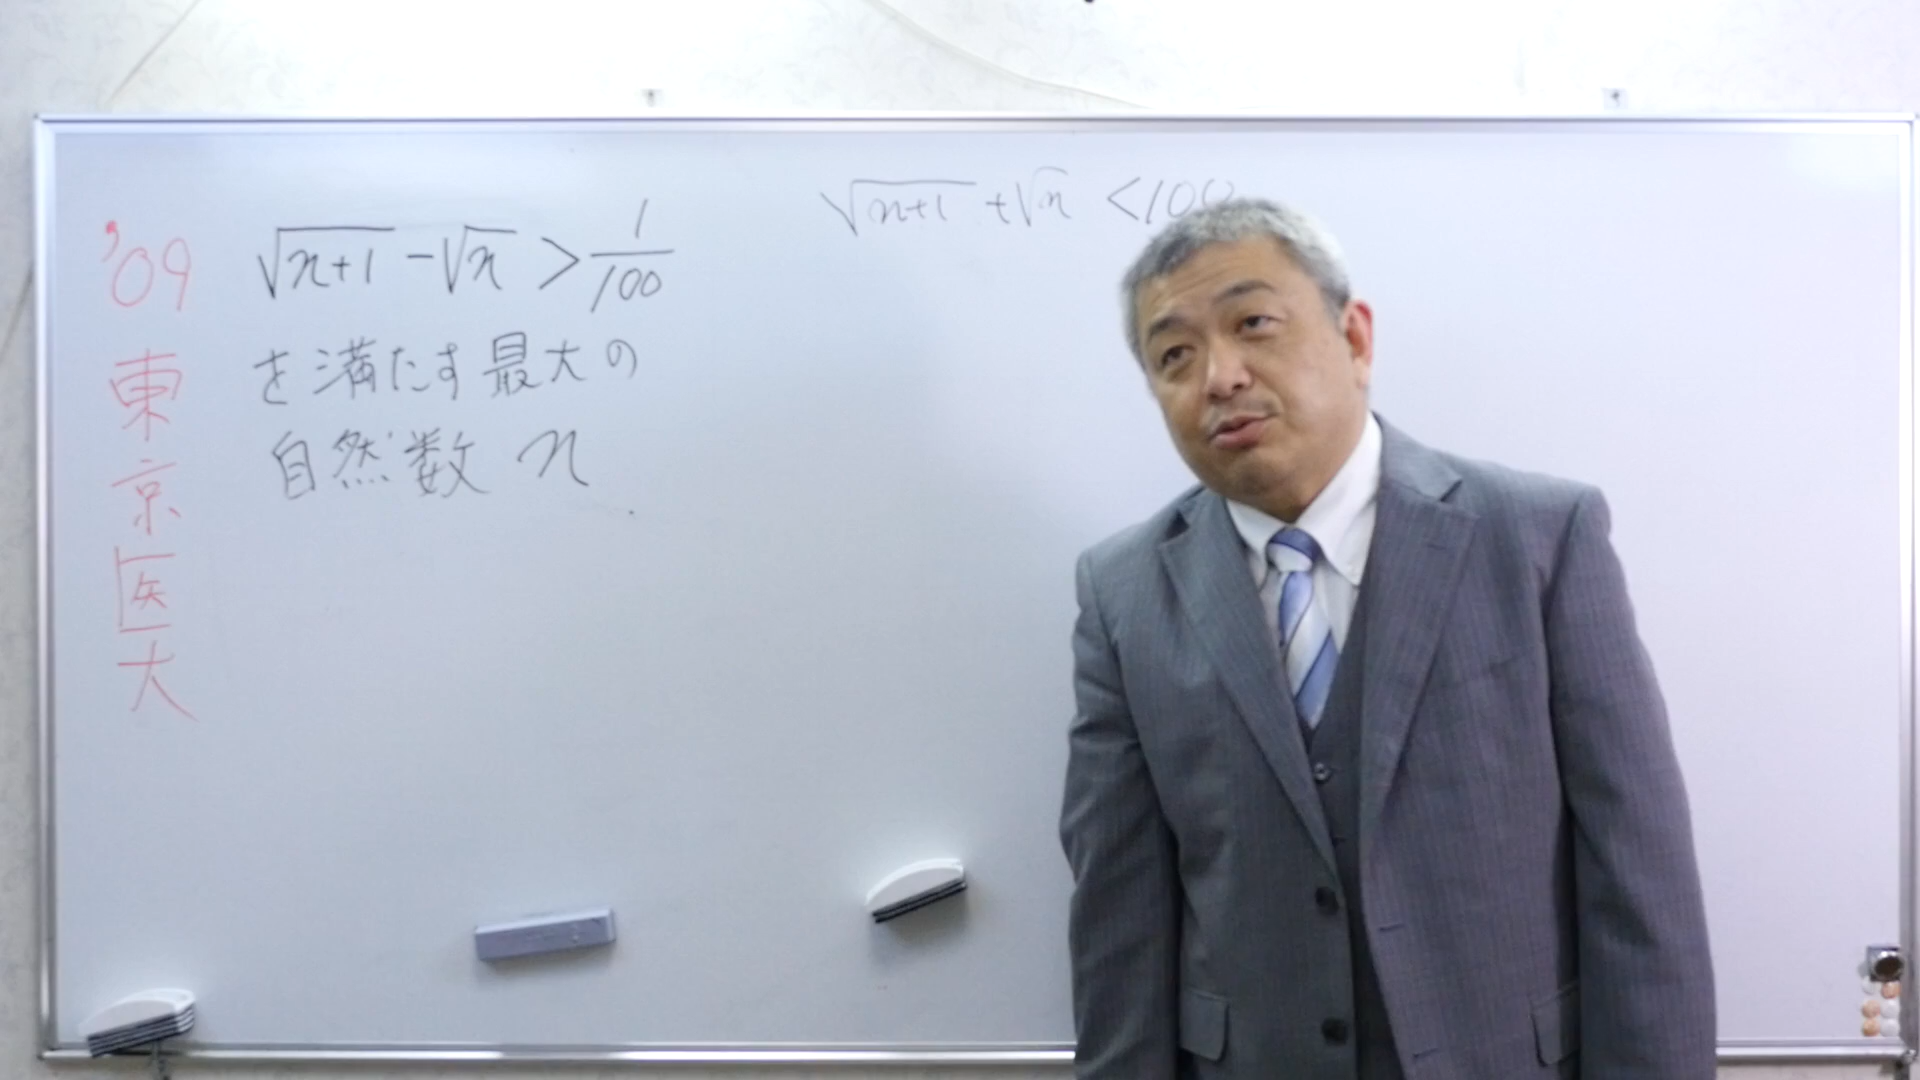 '09 東京医大
√(n+1) - √n > 1/100
を満たす最大の
自然数 n
√(n+1) + √n < 100